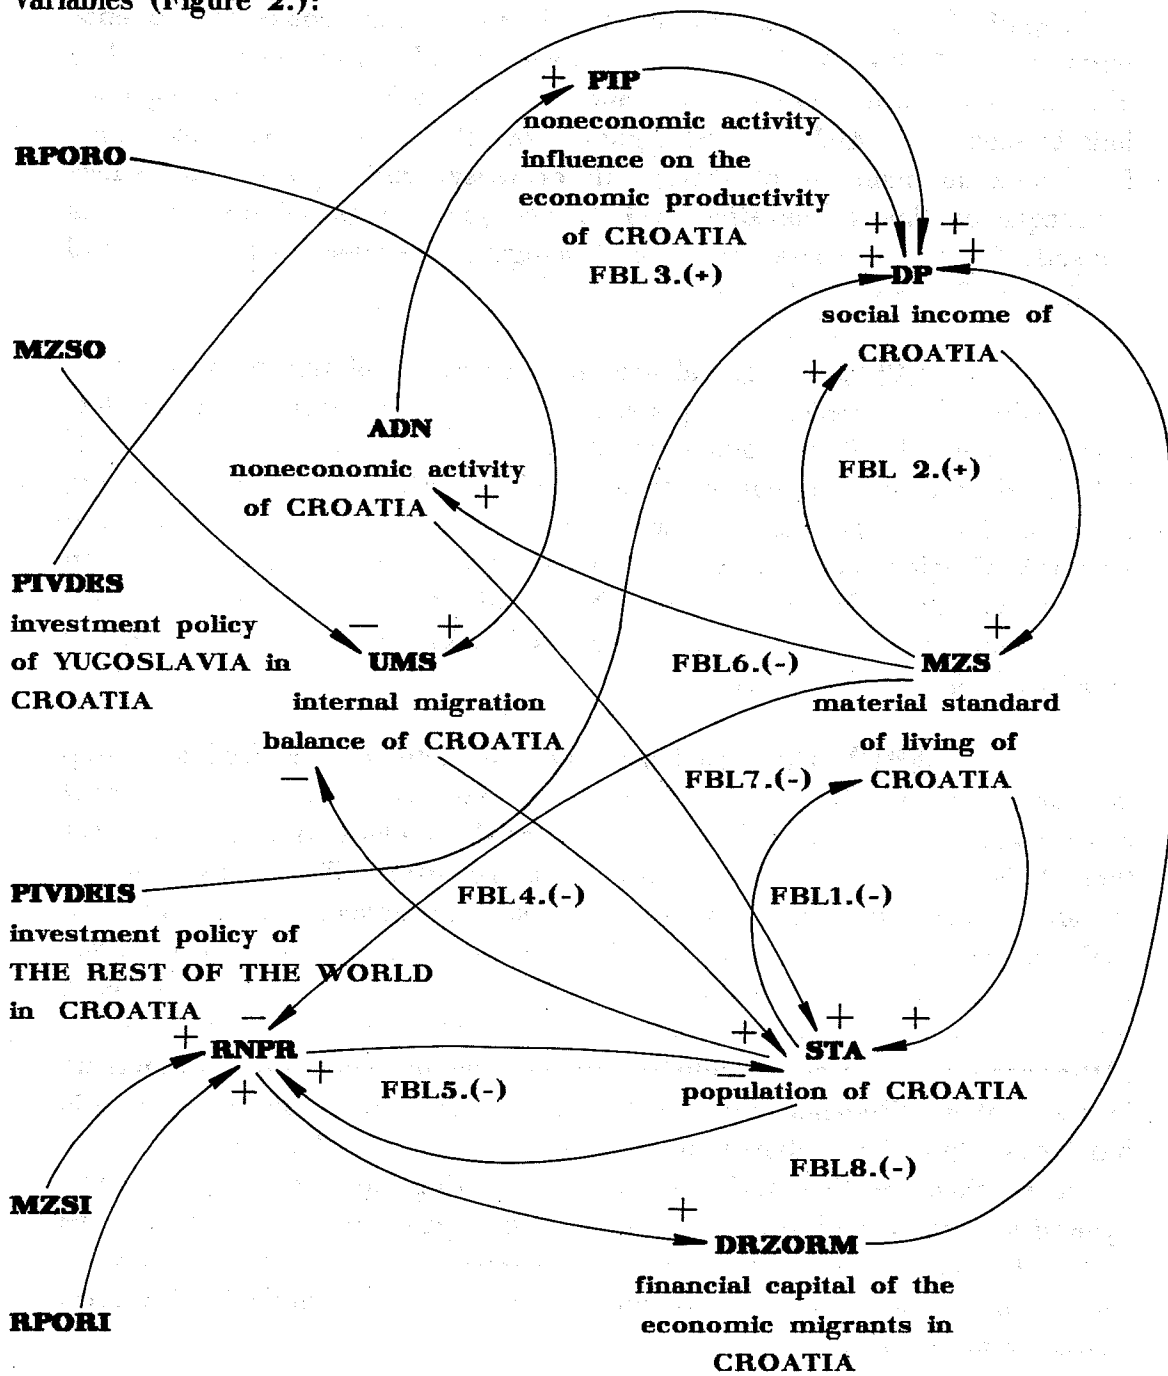 variables (Figure 2.):
+ PIP
noneconomic activity
influence on the
economic productivity
of CROATIA
FBL 3.(+)
RPORO
+ +
+ +
DP
social income of
CROATIA
+
MZSO
ADN
noneconomic activity
of CROATIA
+
FBL 2.(+)
PIVDES
investment policy
of YUGOSLAVIA in
CROATIA
− +
UMS
internal migration
balance of CROATIA
−
FBL6.(-)
+
MZS
material standard
of living of
CROATIA
FBL7.(-)
PIVDEIS
investment policy of
THE REST OF THE WORLD
in CROATIA
FBL4.(-)
FBL1.(-)
+ −
RNPR
+ +
FBL5.(-)
+ + +
STA
−
population of CROATIA
MZSI
FBL8.(-)
+
DRZORM
financial capital of the
economic migrants in
CROATIA
RPORI